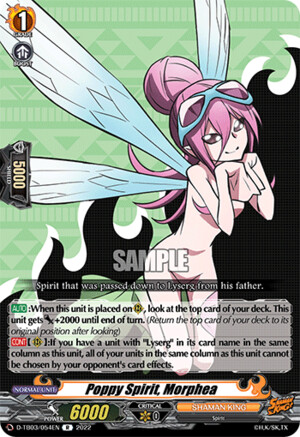 1
GRADE
BOOST
5000
SHIELD
SAMPLE
Spirit that was passed down to Lyserg from his father.
AUTO :When this unit is placed on , look at the top card of your deck. This
unit gets +2000 until end of turn. (Return the top card of your deck to its
original position after looking)
CONT :If you have a unit with "Lyserg" in its card name in the same
column as this unit, all of your units in the same column as this unit cannot
be chosen by your opponent's card effects.
NORMAL UNIT
Poppy Spirit, Morphea
SHAMAN KING
POWER 6000
CRITICAL
0
SHAMAN KING
Spirit
D-TB03/054EN R 2022
©H.K/SK,TX